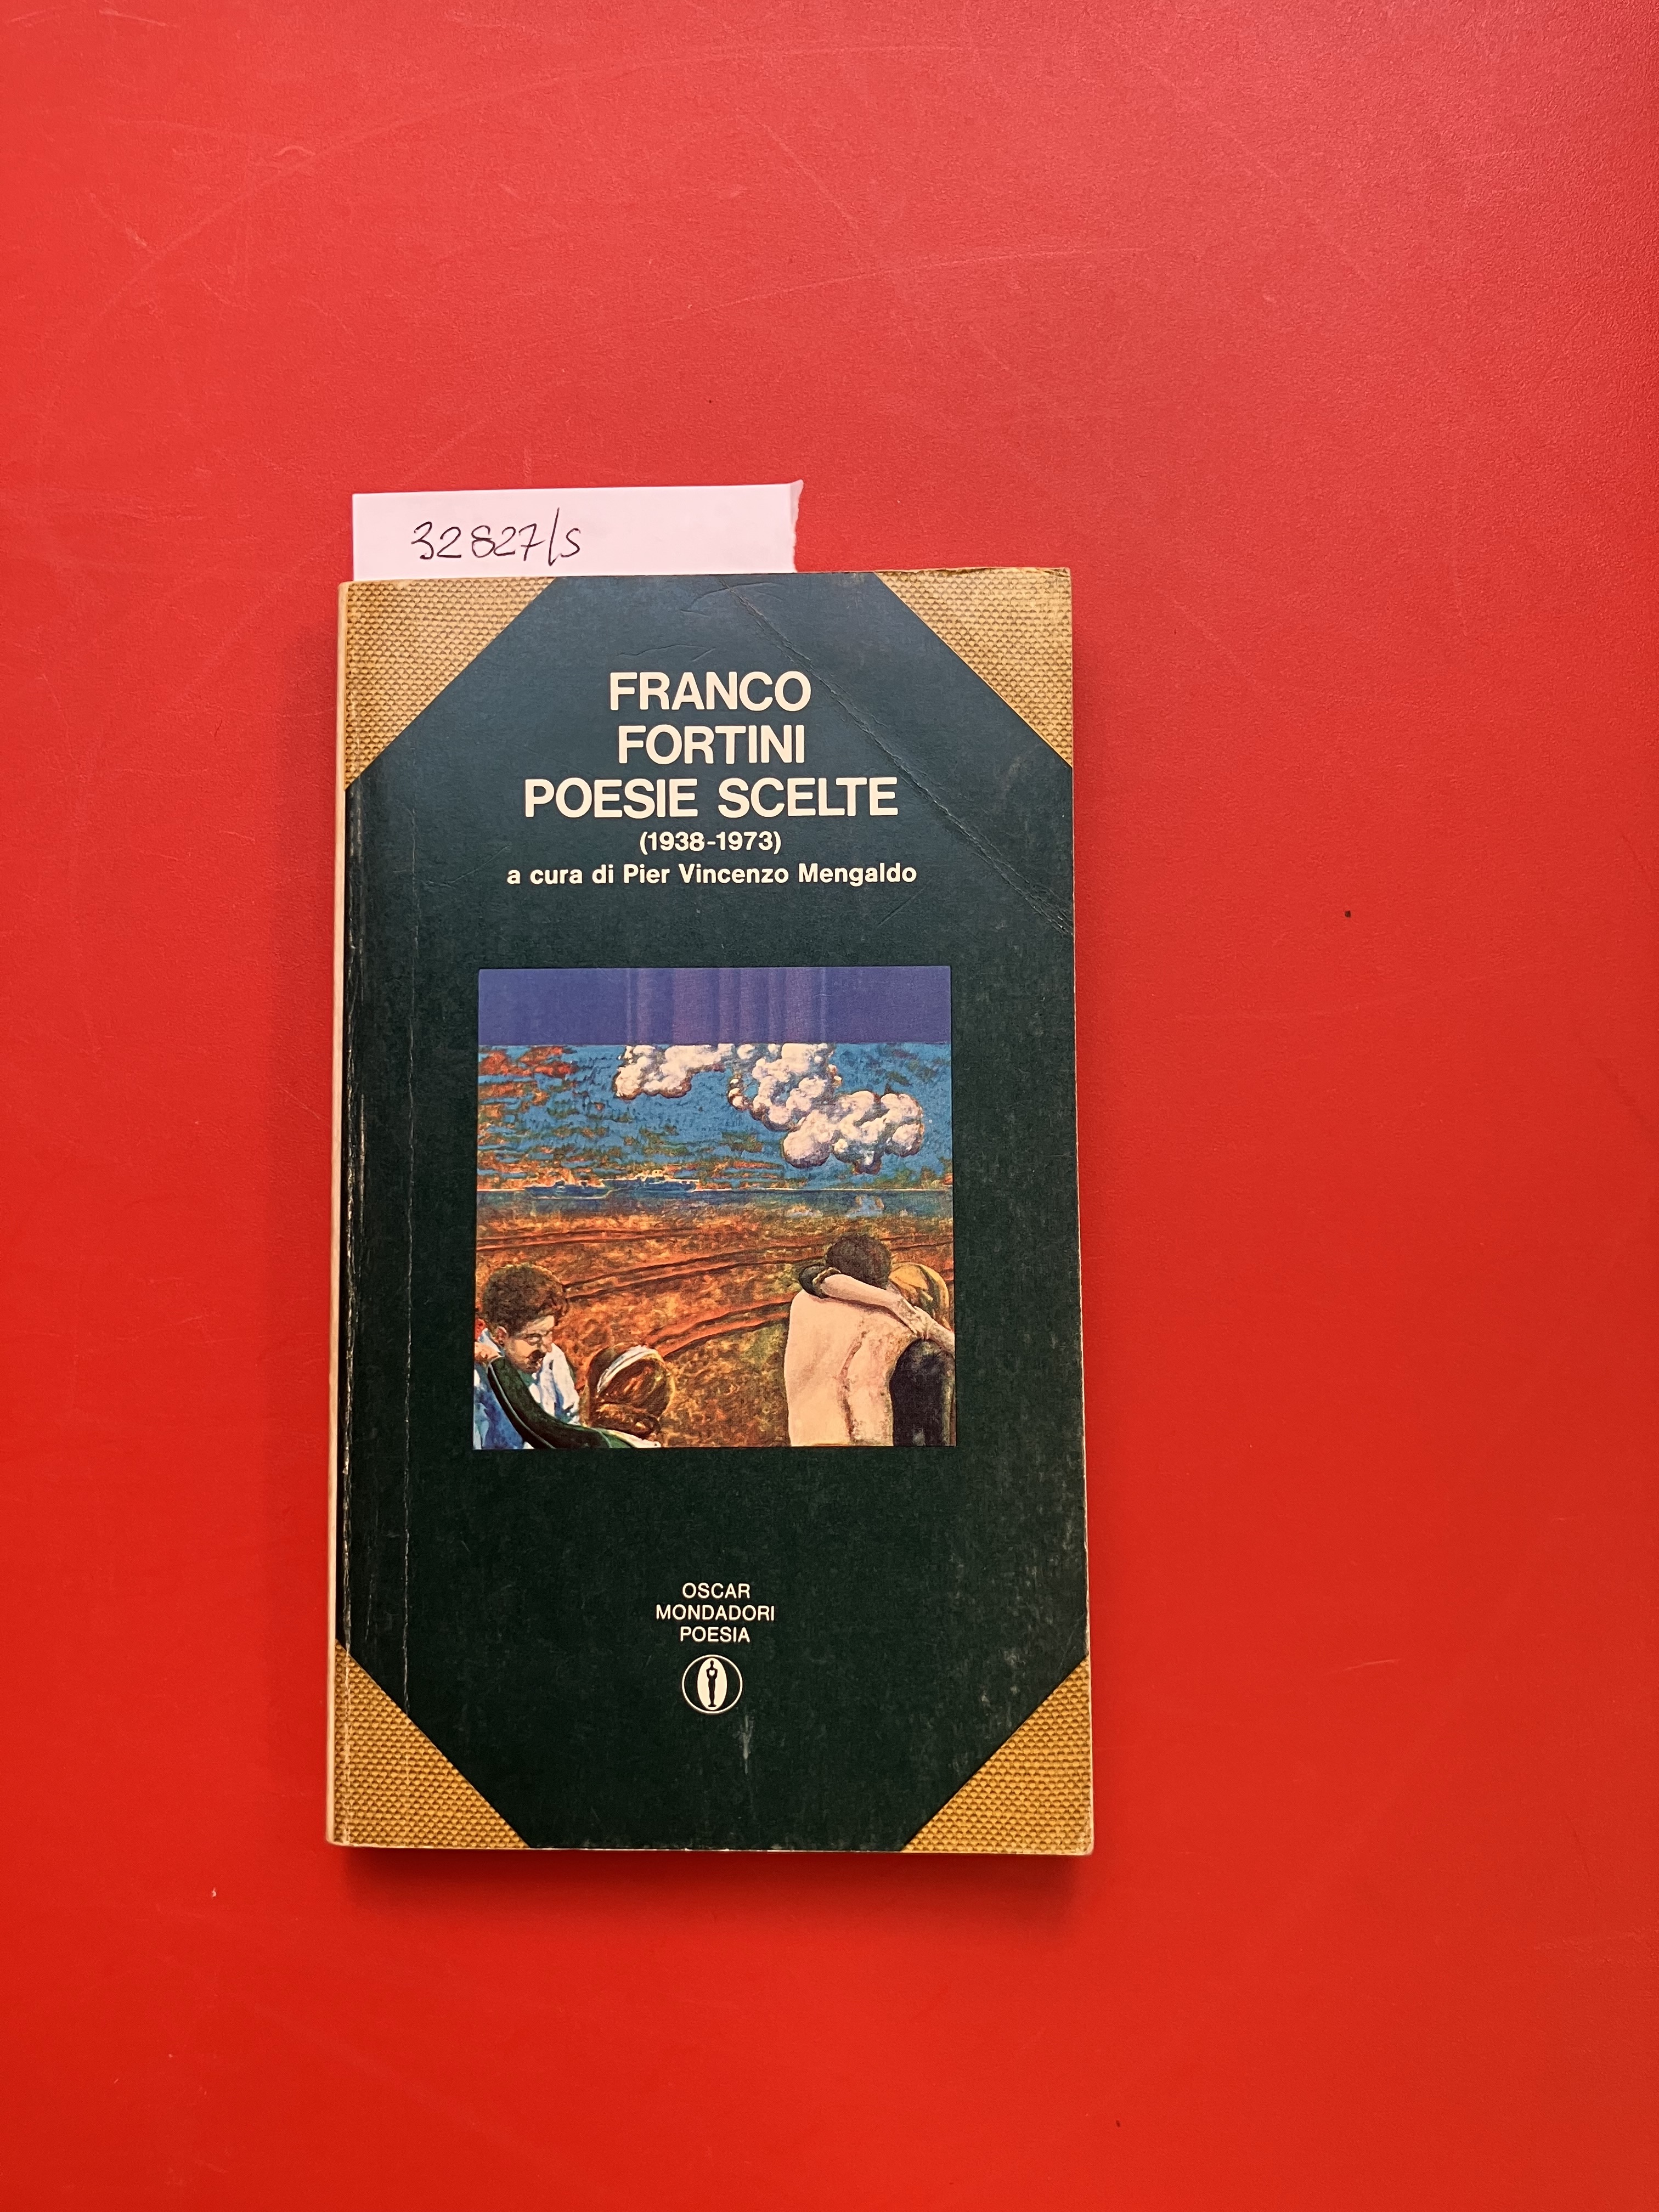 32827/s
FRANCO
FORTINI
POESIE SCELTE
(1938-1973)
a cura di Pier Vincenzo Mengaldo
OSCAR
MONDADORI
POESIA